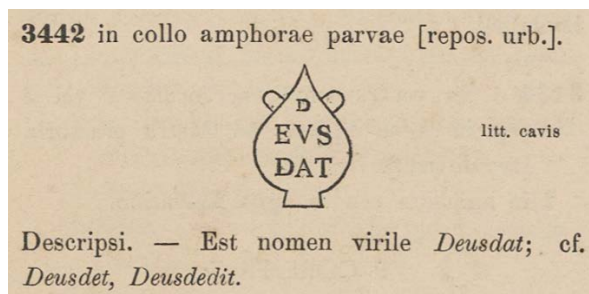 3442 in collo amphorae parvae [repos. urb.].
D
EVS
DAT
litt. cavis
Descripsi. — Est nomen virile Deusdat; cf.
Deusdet, Deusdedit.